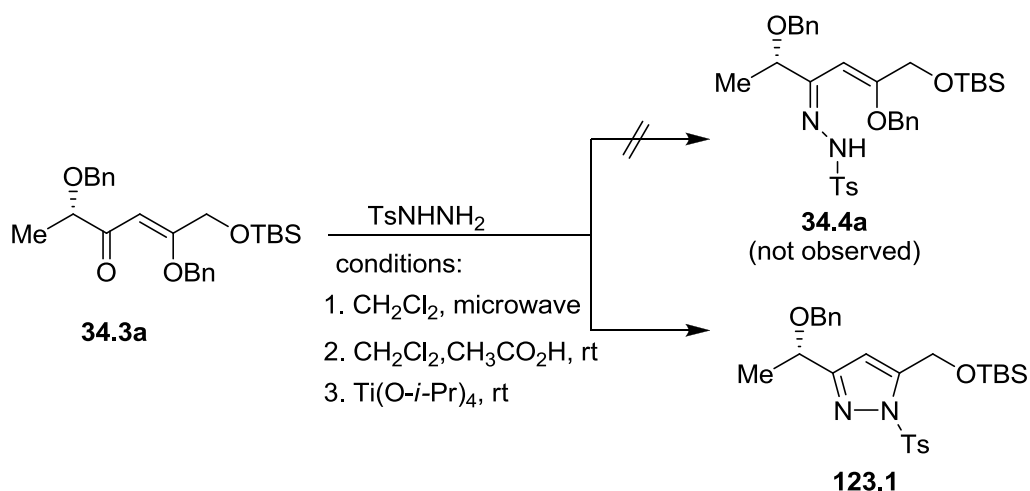 OBn
Me
O
OBn
OTBS
34.3a
TsNHNH2
conditions:
1. CH2Cl2, microwave
2. CH2Cl2,CH3CO2H, rt
3. Ti(O-i-Pr)4, rt
OBn
Me
OTBS
N
OBn
NH
Ts
34.4a
(not observed)
OBn
Me
OTBS
N N
Ts
123.1